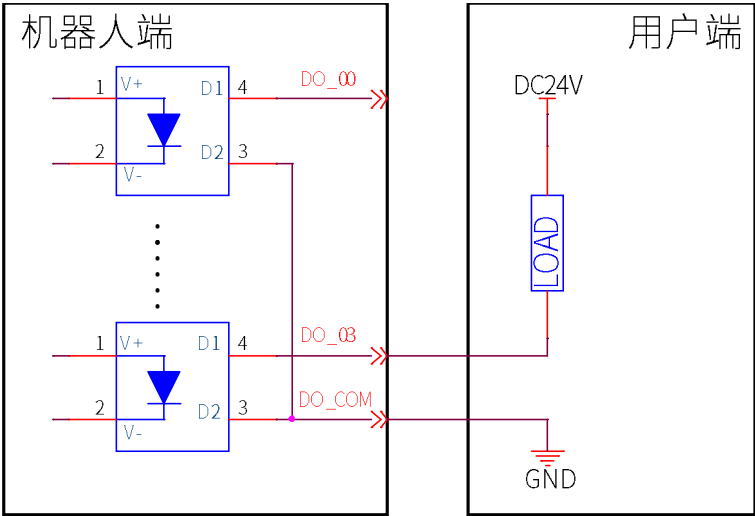 机器人端
用户端
1 V+ D1 4 DO_00
2 V- D2 3
DC24V
LOAD
1 V+ D1 4 DO_03
2 V- D2 3 DO_COM
GND